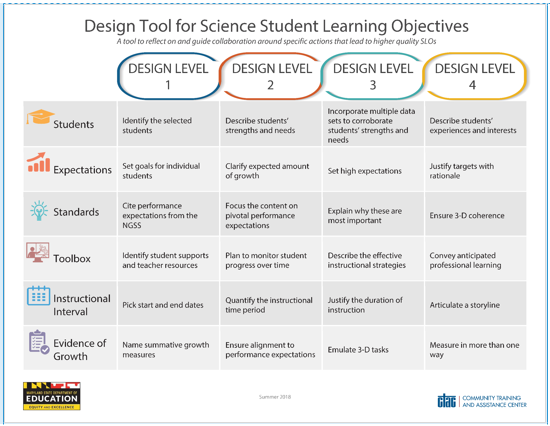 Design Tool for Science Student Learning Objectives
A tool to reflect on and guide collaboration around specific actions that lead to higher quality SLOs
DESIGN LEVEL
1
DESIGN LEVEL
2
DESIGN LEVEL
3
DESIGN LEVEL
4
Students
Identify the selected
students
Describe students'
strengths and needs
Incorporate multiple data
sets to corroborate
students' strengths and
needs
Describe students'
experiences and interests
Expectations
Set goals for individual
students
Clarify expected amount
of growth
Set high expectations
Justify targets with
rationale
Standards
Cite performance
expectations from the
NGSS
Focus the content on
pivotal performance
expectations
Explain why these are
most important
Ensure 3-D coherence
Toolbox
Identify student supports
and teacher resources
Plan to monitor student
progress over time
Describe the effective
instructional strategies
Convey anticipated
professional learning
Instructional
Interval
Pick start and end dates
Quantify the instructional
time period
Justify the duration of
instruction
Articulate a storyline
Evidence of
Growth
Name summative growth
measures
Ensure alignment to
performance expectations
Emulate 3-D tasks
Measure in more than one
way
MARYLAND STATE DEPARTMENT OF
EDUCATION
EQUITY AND EXCELLENCE
Summer 2018
ctac
COMMUNITY TRAINING
AND ASSISTANCE CENTER